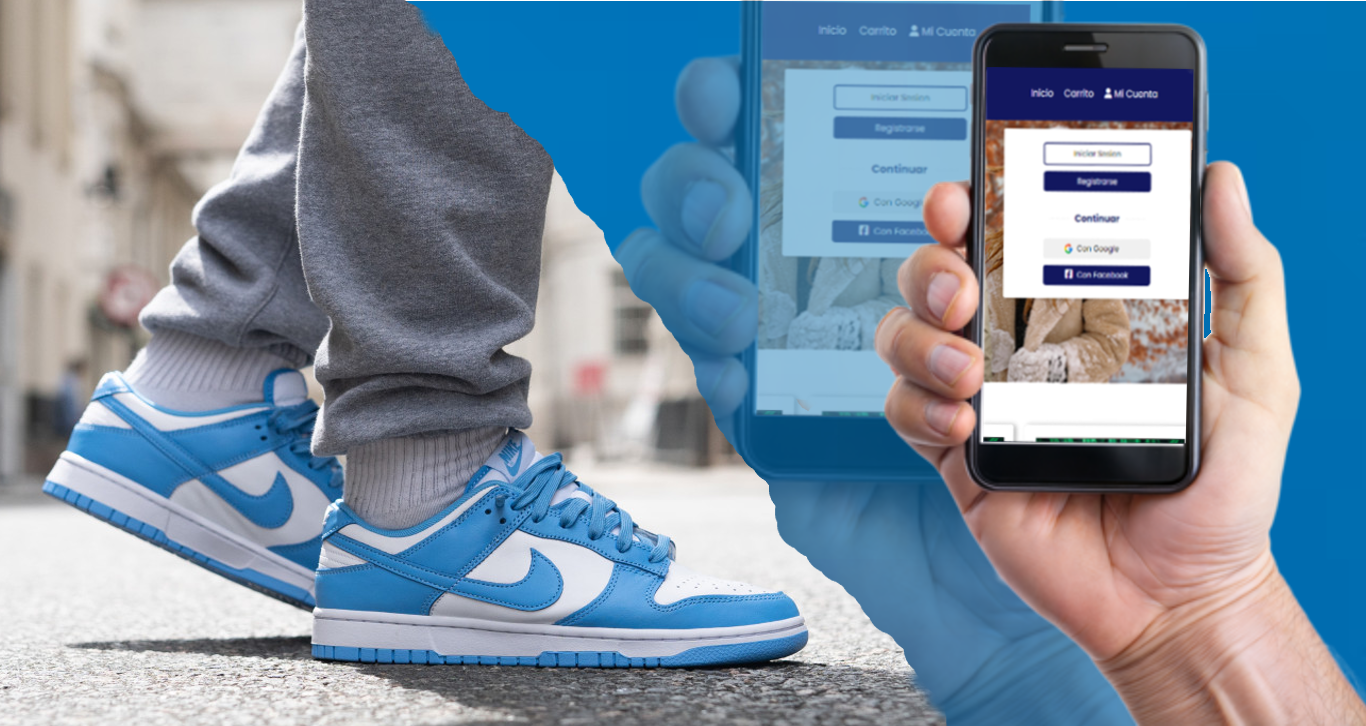 Inicio Carrito Mi Cuenta
Iniciar Sesion
Registrarse
Continuar
Con Google
Con Facebook
Inicio Carrito Mi Cuenta
Iniciar Sesion
Registrarse
Continuar
Con Google
Con Facebook
NIKE